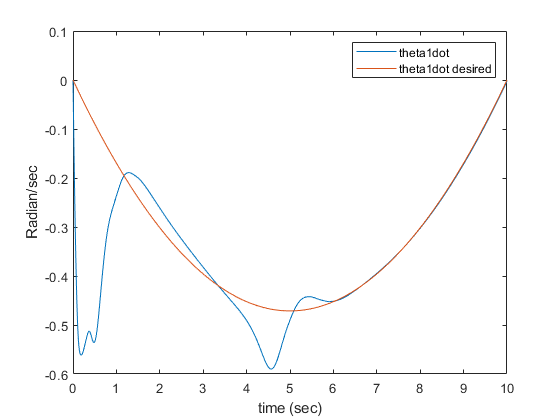 0.1
0
-0.1
-0.2
-0.3
-0.4
-0.5
-0.6
Radian/sec
theta1dot
theta1dot desired
0 1 2 3 4 5 6 7 8 9 10
time (sec)